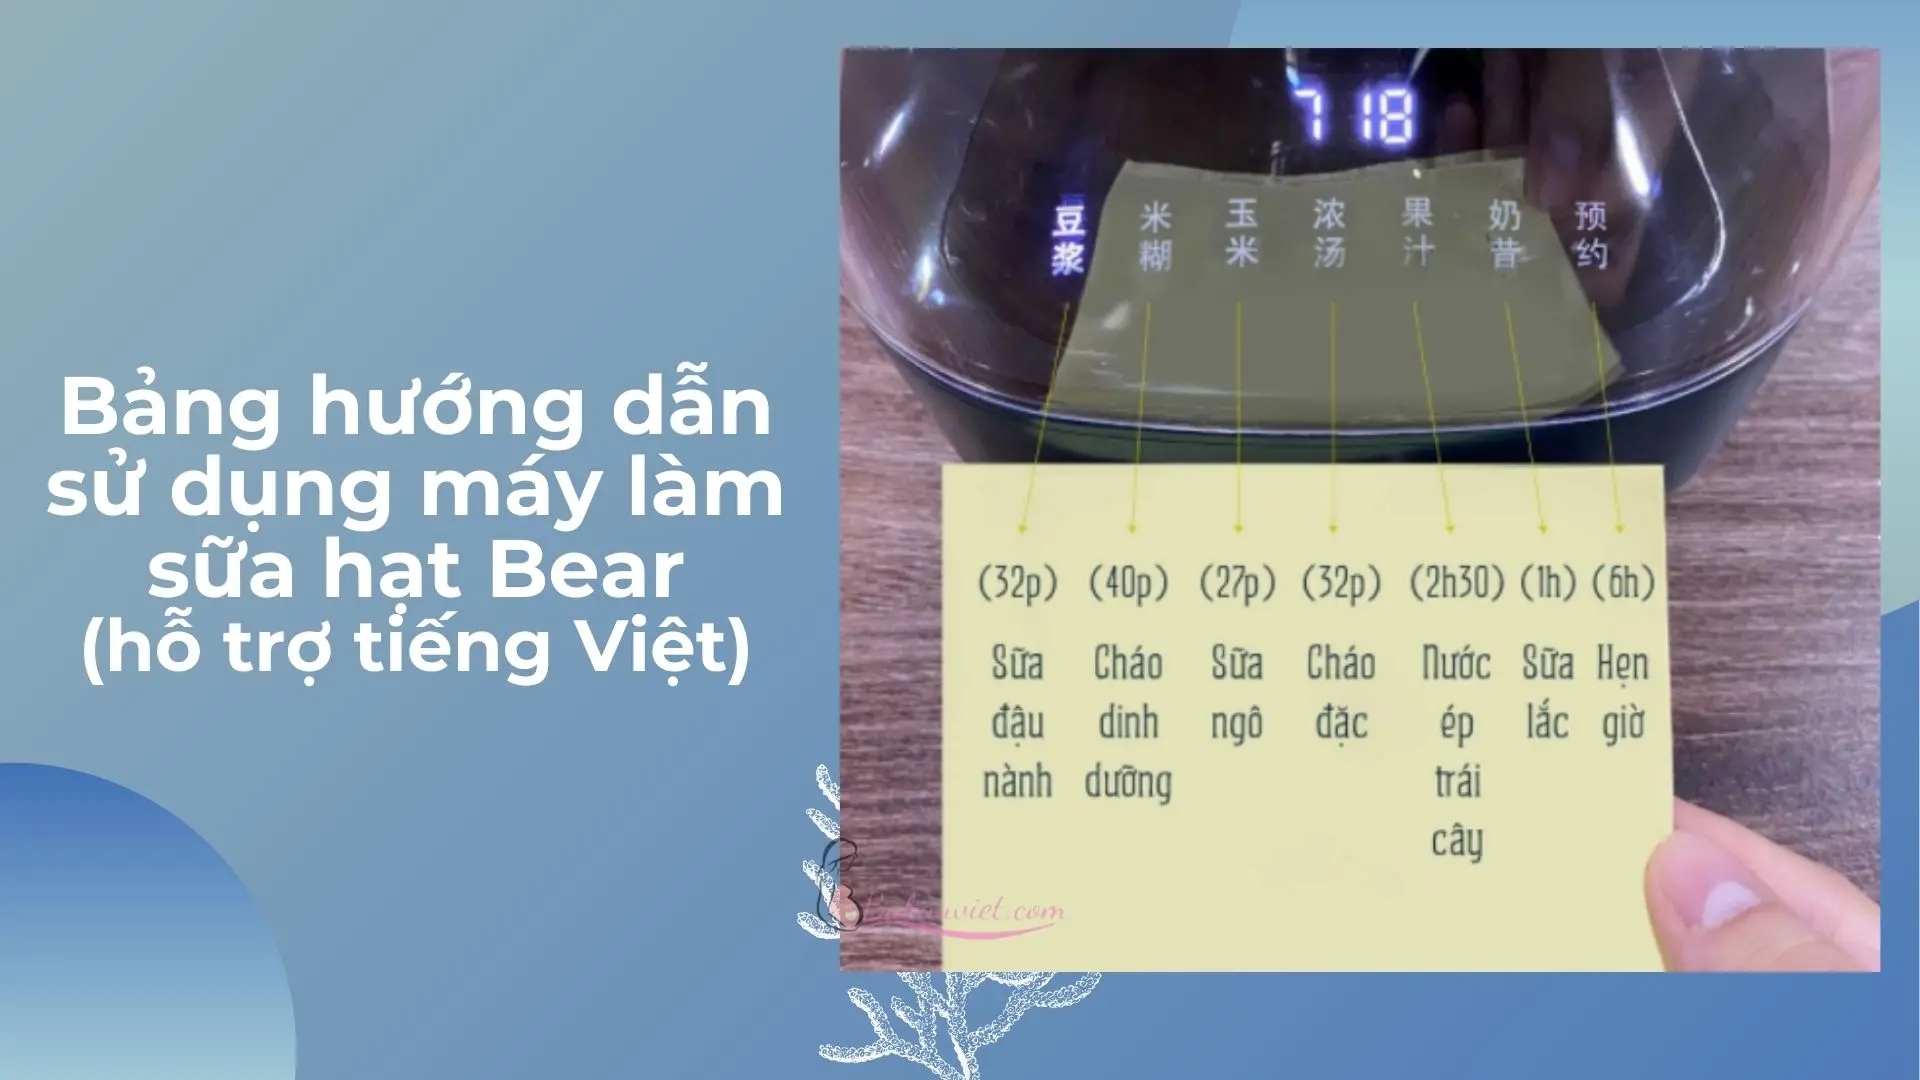 Bảng hướng dẫn
sử dụng máy làm
sữa hạt Bear
(hỗ trợ tiếng Việt)
718
豆浆 米糊 玉米 浓汤 果汁 奶昔 预约
(32p) (40p) (27p) (32p) (2h30) (1h) (6h)
Sữa Cháo Sữa Cháo Nước Sữa Hẹn
đậu dinh ngô đặc ép lắc giờ
nành dưỡng trái
cây